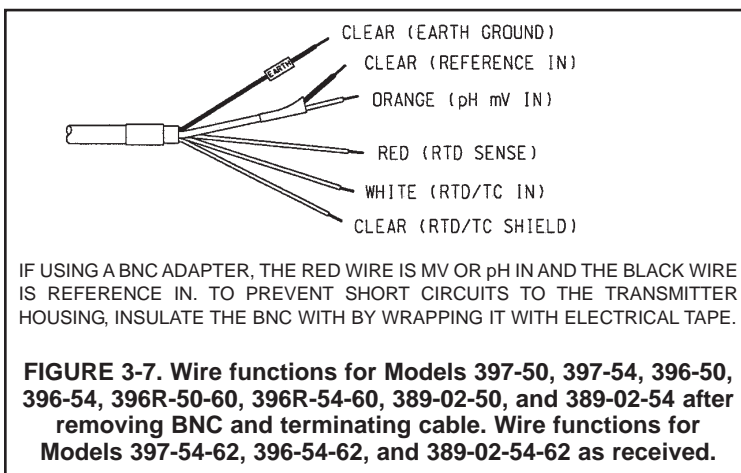 CLEAR (EARTH GROUND)
EARTH
CLEAR (REFERENCE IN)
ORANGE (pH mV IN)
RED (RTD SENSE)
WHITE (RTD/TC IN)
CLEAR (RTD/TC SHIELD)
IF USING A BNC ADAPTER, THE RED WIRE IS MV OR pH IN AND THE BLACK WIRE
IS REFERENCE IN. TO PREVENT SHORT CIRCUITS TO THE TRANSMITTER
HOUSING, INSULATE THE BNC WITH BY WRAPPING IT WITH ELECTRICAL TAPE.
FIGURE 3-7. Wire functions for Models 397-50, 397-54, 396-50,
396-54, 396R-50-60, 396R-54-60, 389-02-50, and 389-02-54 after
removing BNC and terminating cable. Wire functions for
Models 397-54-62, 396-54-62, and 389-02-54-62 as received.